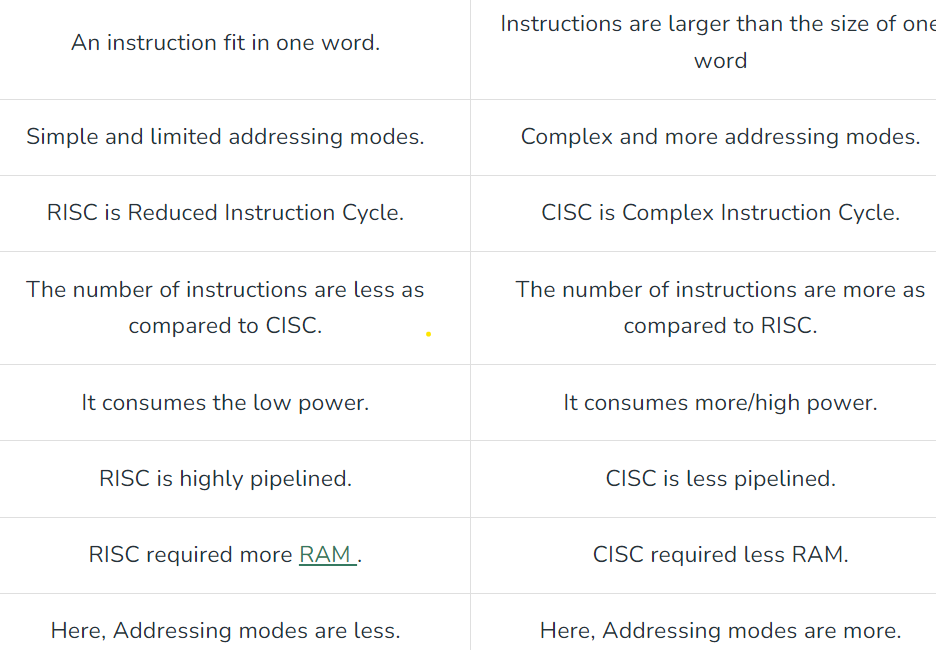 An instruction fit in one word.
Instructions are larger than the size of one
word
Simple and limited addressing modes.
Complex and more addressing modes.
RISC is Reduced Instruction Cycle.
CISC is Complex Instruction Cycle.
The number of instructions are less as
compared to CISC.
The number of instructions are more as
compared to RISC.
It consumes the low power.
It consumes more/high power.
RISC is highly pipelined.
CISC is less pipelined.
RISC required more RAM .
CISC required less RAM.
Here, Addressing modes are less.
Here, Addressing modes are more.